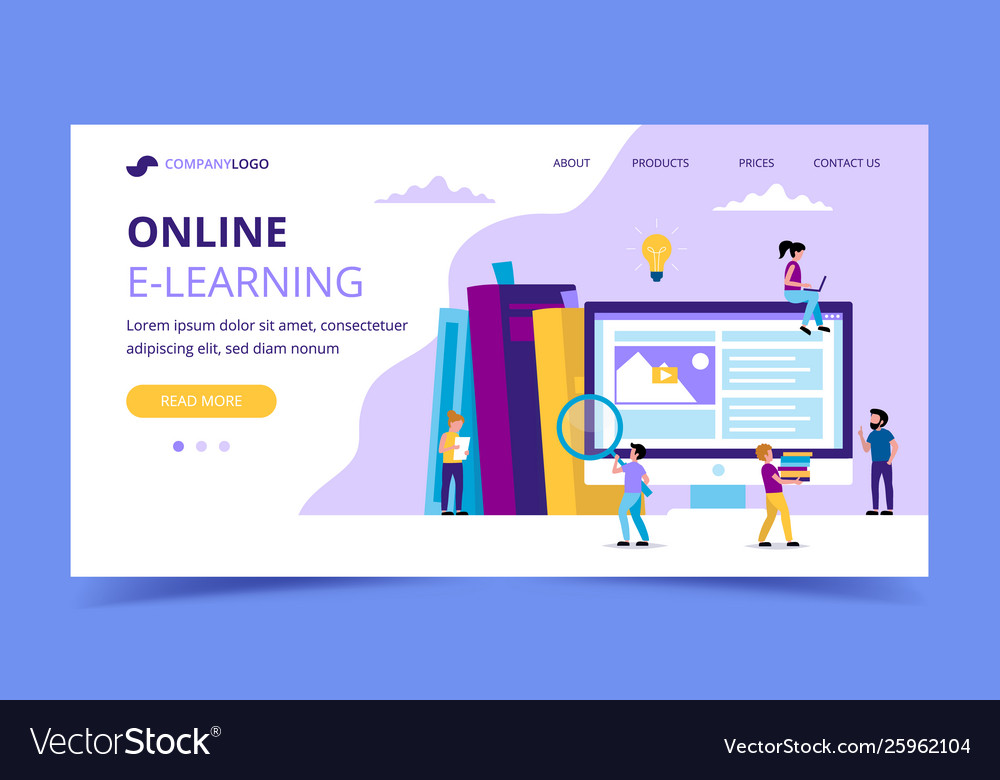 COMPANYLOGO
ABOUT PRODUCTS PRICES CONTACT US
ONLINE
E-LEARNING
Lorem ipsum dolor sit amet, consectetuer
adipiscing elit, sed diam nonum
READ MORE
VectorStock®
VectorStock.com/25962104